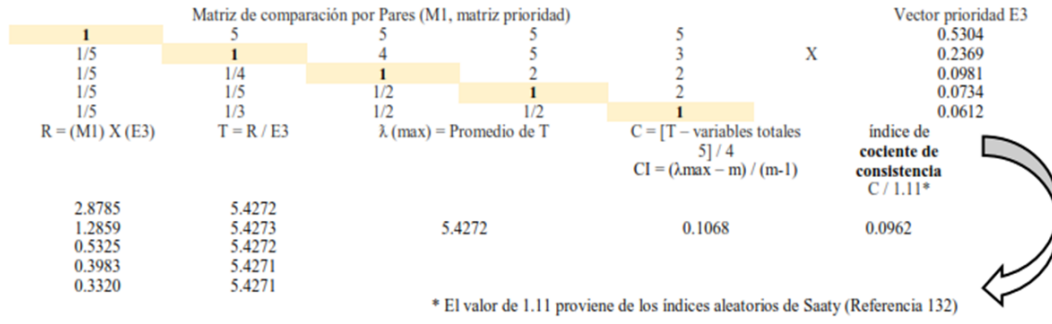 Matriz de comparación por Pares (M1, matriz prioridad) Vector prioridad E3
1 5 5 5 5 0.5304
1/5 1 4 5 3 X 0.2369
1/5 1/4 1 2 2 0.0981
1/5 1/5 1/2 1 2 0.0734
1/5 1/3 1/2 1/2 1 0.0612
R = (M1) X (E3) T = R / E3 λ (max) = Promedio de T C = [T – variables totales índice de
5] / 4 cociente de
CI = (λmax – m) / (m-1) consistencia
C / 1.11*
2.8785 5.4272
1.2859 5.4273 5.4272 0.1068 0.0962
0.5325 5.4272
0.3983 5.4271
0.3320 5.4271
* El valor de 1.11 proviene de los índices aleatorios de Saaty (Referencia 132)